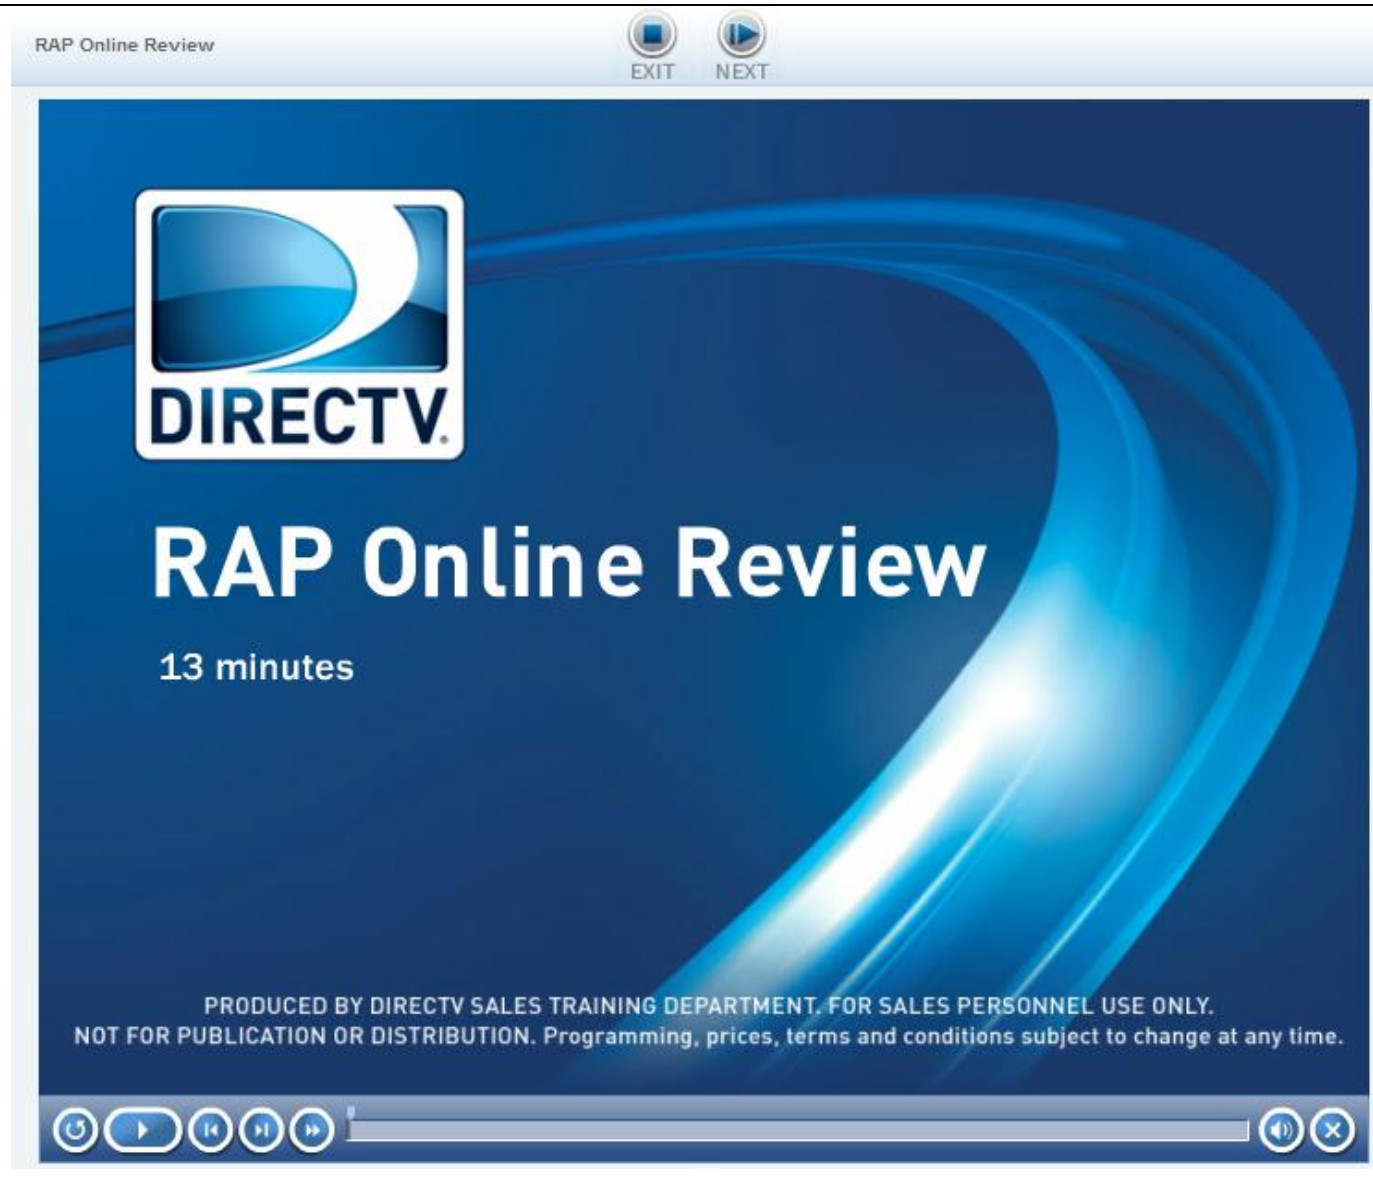 RAP Online Review
EXIT NEXT
DIRECTV®
RAP Online Review
13 minutes
PRODUCED BY DIRECTV SALES TRAINING DEPARTMENT. FOR SALES PERSONNEL USE ONLY.
NOT FOR PUBLICATION OR DISTRIBUTION. Programming, prices, terms and conditions subject to change at any time.